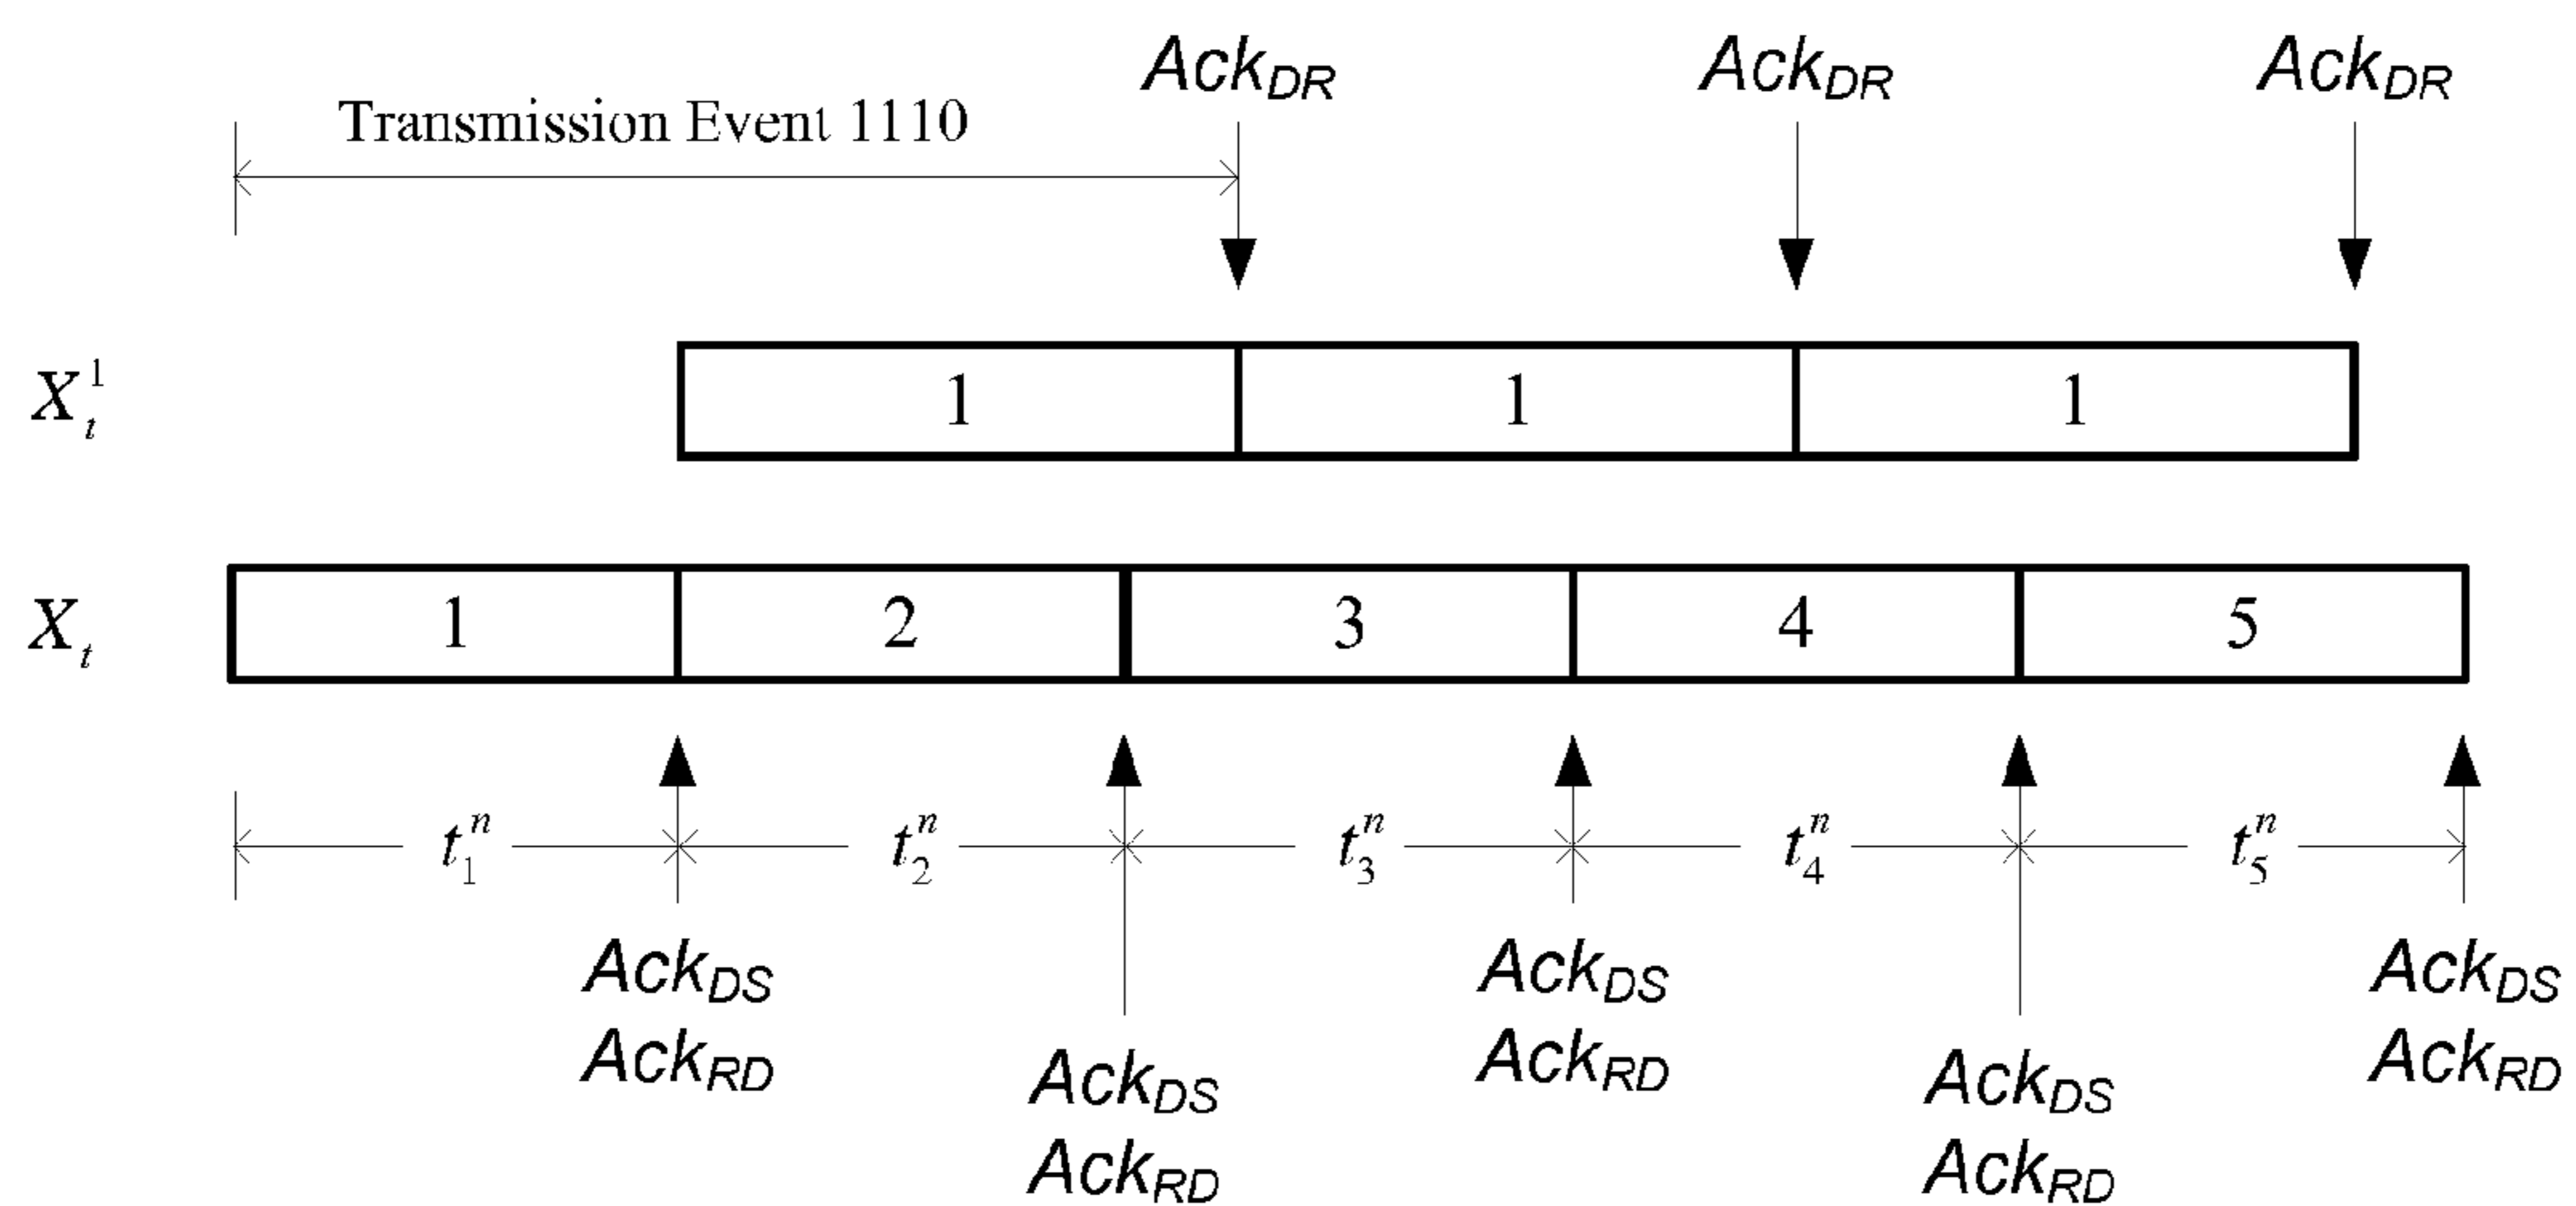 Ack_DR Ack_DR Ack_DR
Transmission Event 1110
X_t^1 1 1 1
X_t 1 2 3 4 5
t_1^n t_2^n t_3^n t_4^n t_5^n
Ack_DS Ack_DS Ack_DS
Ack_RD Ack_RD Ack_RD
Ack_DS Ack_DS
Ack_RD Ack_RD